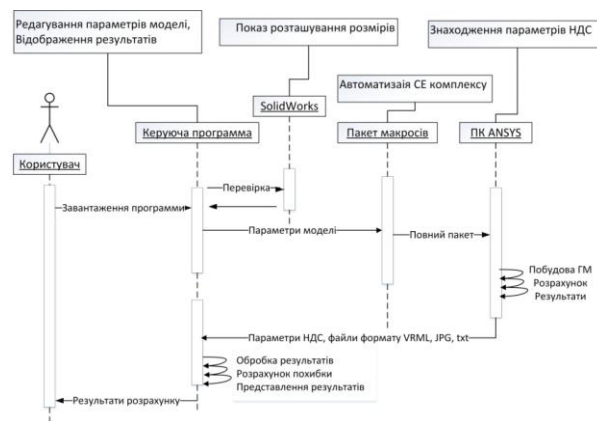 Редагування параметрів моделі,
Відображення результатів
Показ розташування розмірів
Знаходження параметрів НДС
Автоматизаія СЕ комплексу
SolidWorks
Керуюча программа
Пакет макросів
ПК ANSYS
Користувач
Перевірка
Завантаження программи
Параметри моделі
Повний пакет
Побудова ГМ
Розрахунок
Результати
Параметри НДС, файли формату VRML, JPG, txt
Обробка результатів
Розрахунок похибки
Представлення результатів
Результати розрахунку